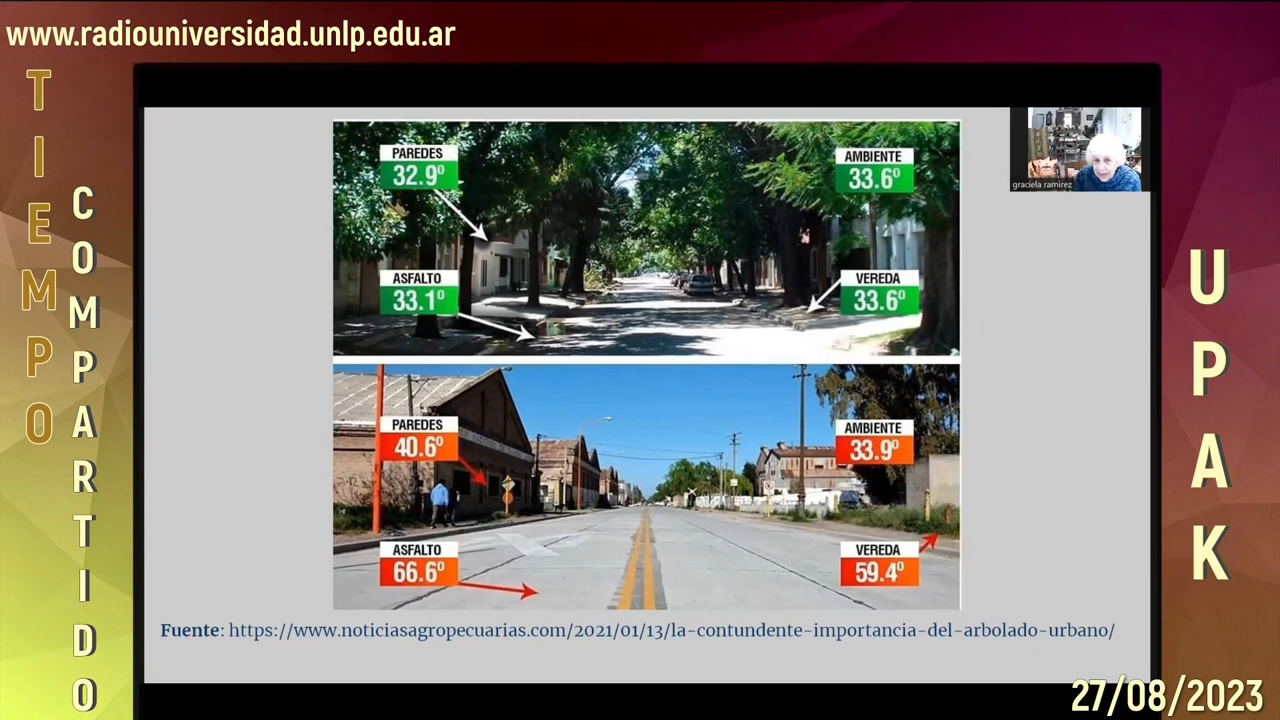 www.radiouniversidad.unlp.edu.ar
TIEMPO
COMPARTIDO
PAREDES
32.9º
AMBIENTE
33.6º
ASFALTO
33.1º
VEREDA
33.6º
graciela ramirez
PAREDES
40.6º
AMBIENTE
33.9º
ASFALTO
66.6º
VEREDA
59.4º
Fuente: https://www.noticiasagropecuarias.com/2021/01/13/la-contundente-importancia-del-arbolado-urbano/
UPAK
27/08/2023